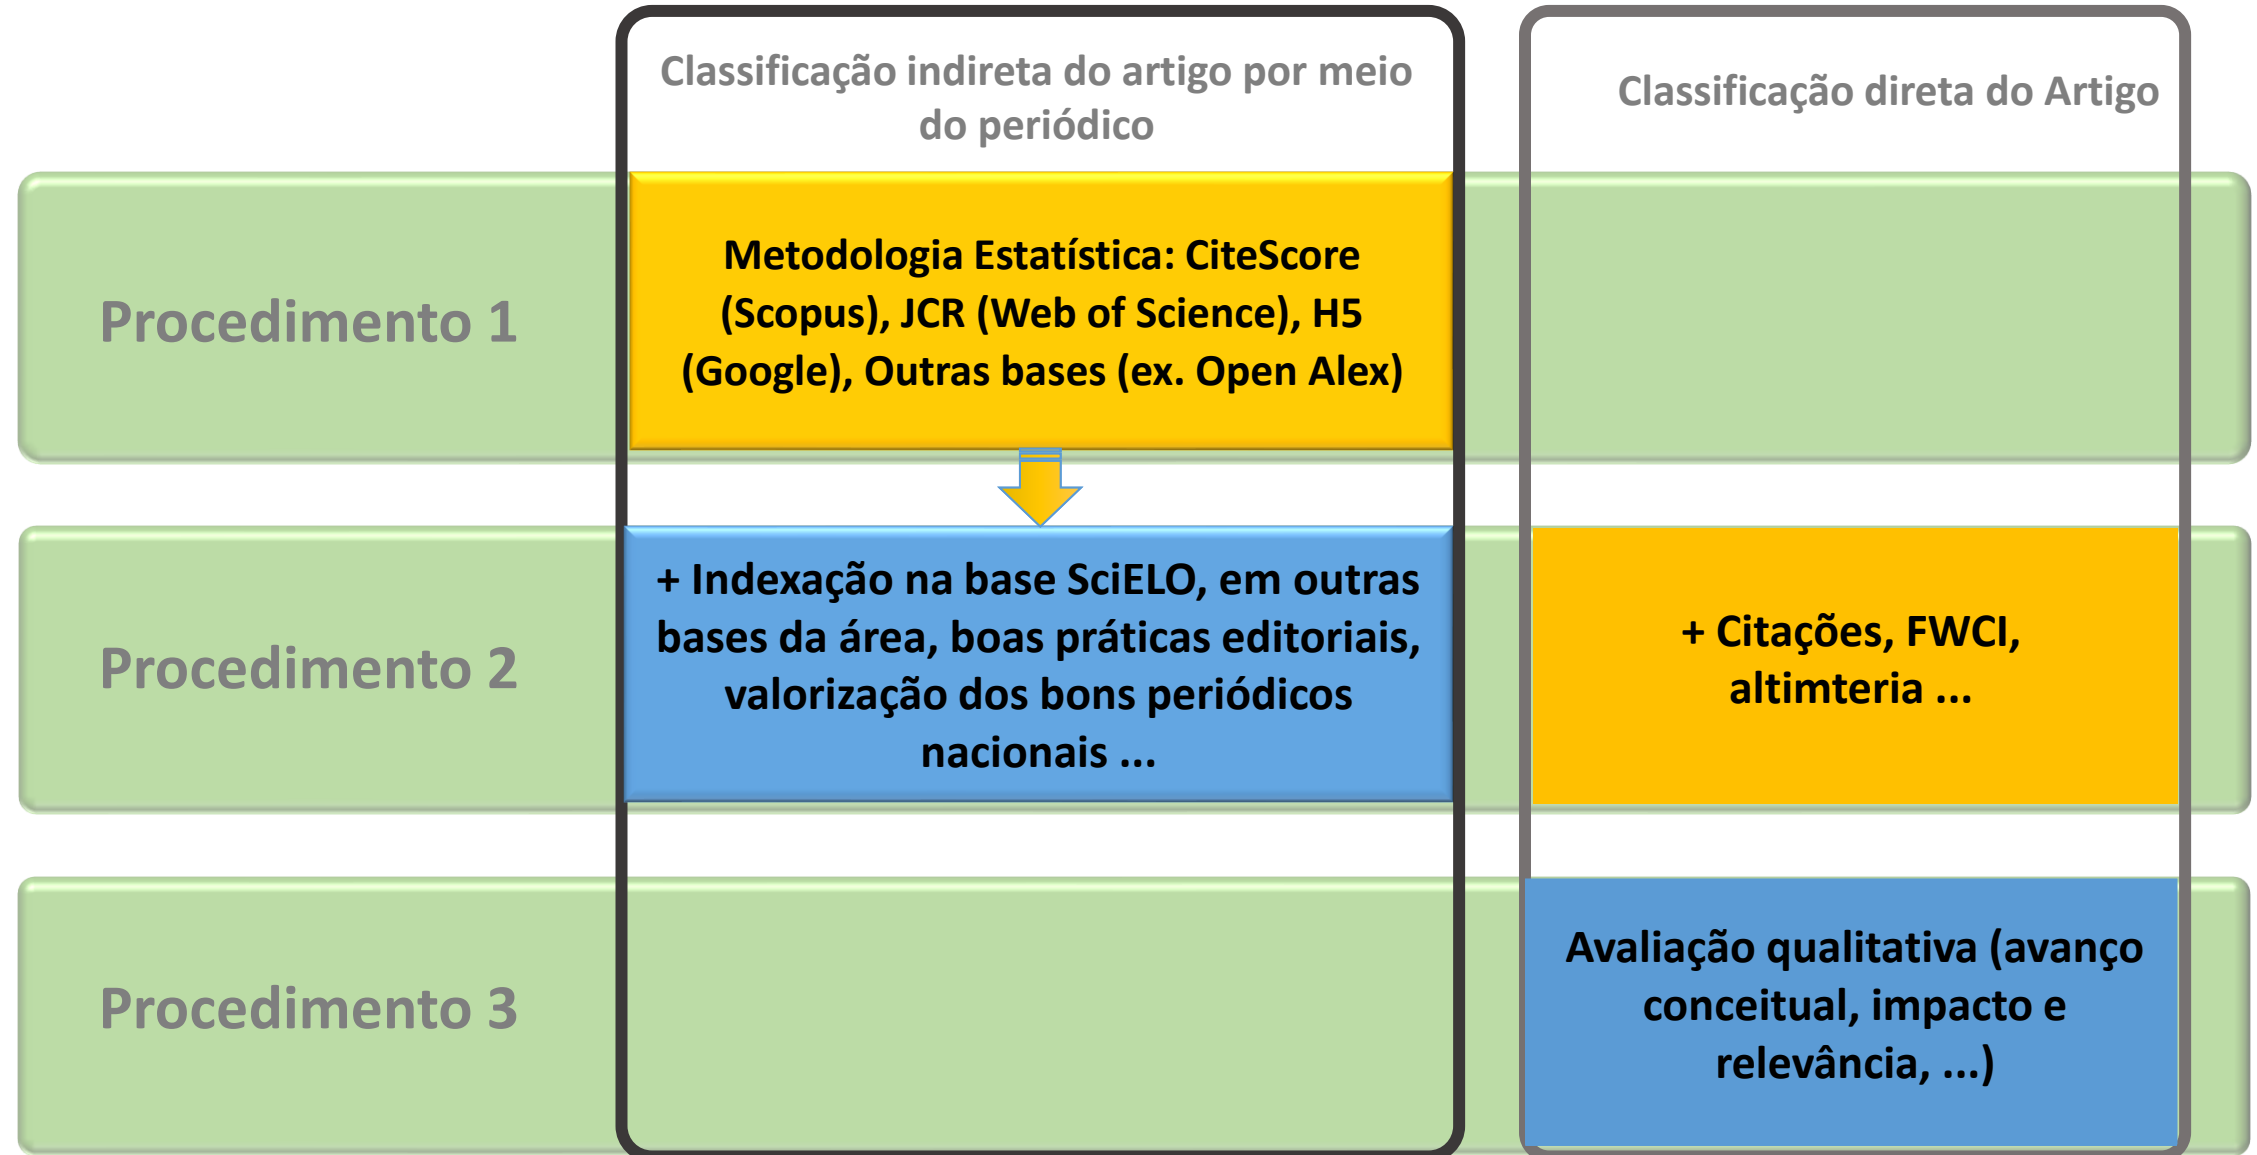 Classificação indireta do artigo por meio
do periódico
Classificação direta do Artigo
Procedimento 1
Metodologia Estatística: CiteScore
(Scopus), JCR (Web of Science), H5
(Google), Outras bases (ex. Open Alex)
Procedimento 2
+ Indexação na base SciELO, em outras
bases da área, boas práticas editoriais,
valorização dos bons periódicos
nacionais ...
+ Citações, FWCI,
altimteria ...
Procedimento 3
Avaliação qualitativa (avanço
conceitual, impacto e
relevância, ...)